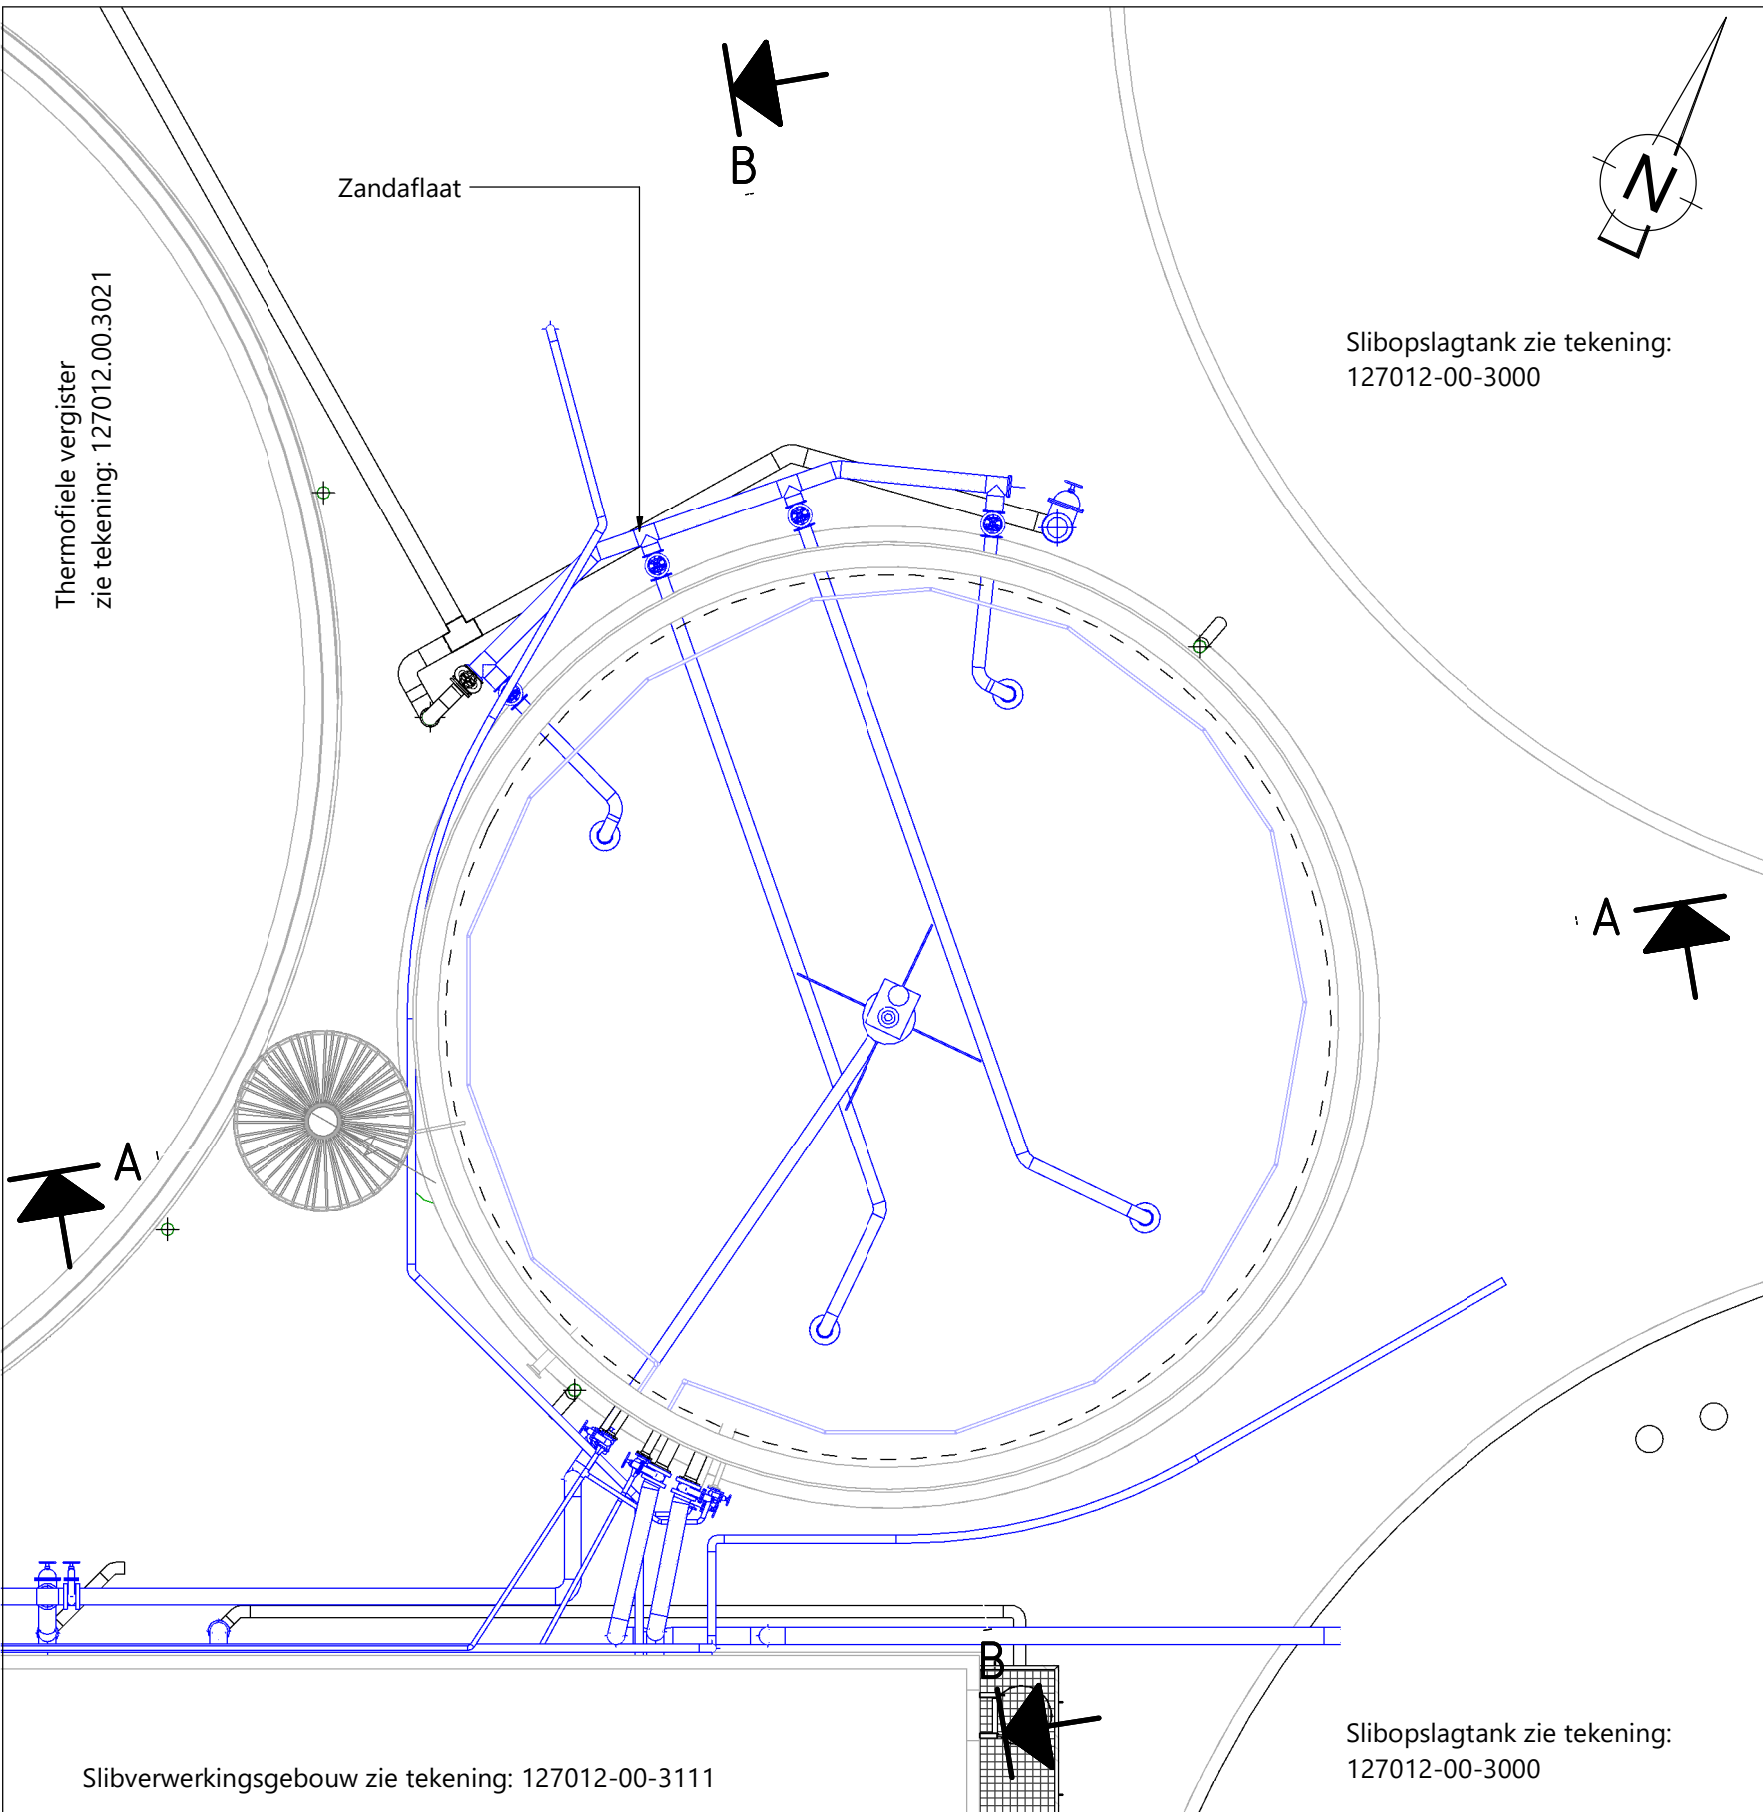 B
N
Zandaflaat
Thermofiele vergister
zie tekening: 127012.00.3021
Slibopslagtank zie tekening:
127012-00-3000
A
A
B
Slibopslagtank zie tekening:
127012-00-3000
Slibverwerkingsgebouw zie tekening: 127012-00-3111